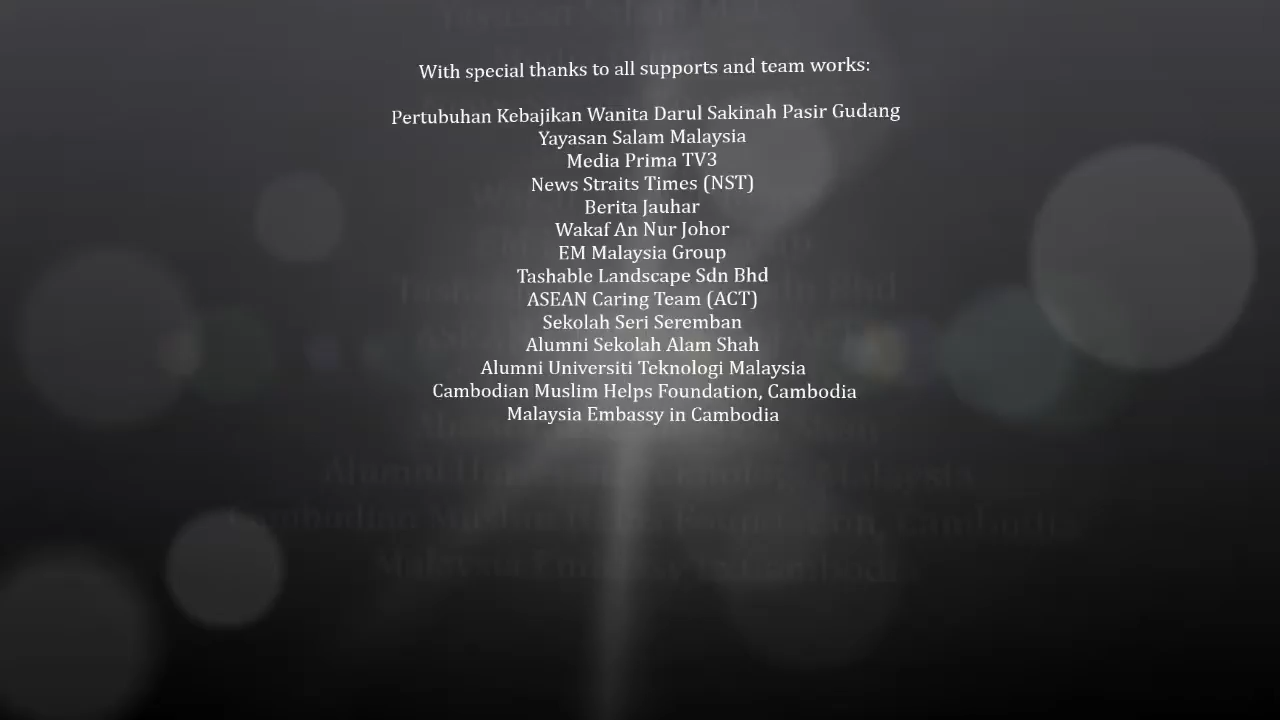 With special thanks to all supports and team works:
Pertubuhan Kebajikan Wanita Darul Sakinah Pasir Gudang
Yayasan Salam Malaysia
Media Prima TV3
News Straits Times (NST)
Berita Jauhar
Wakaf An Nur Johor
EM Malaysia Group
Tashable Landscape Sdn Bhd
ASEAN Caring Team (ACT)
Sekolah Seri Seremban
Alumni Sekolah Alam Shah
Alumni Universiti Teknologi Malaysia
Cambodian Muslim Helps Foundation, Cambodia
Malaysia Embassy in Cambodia